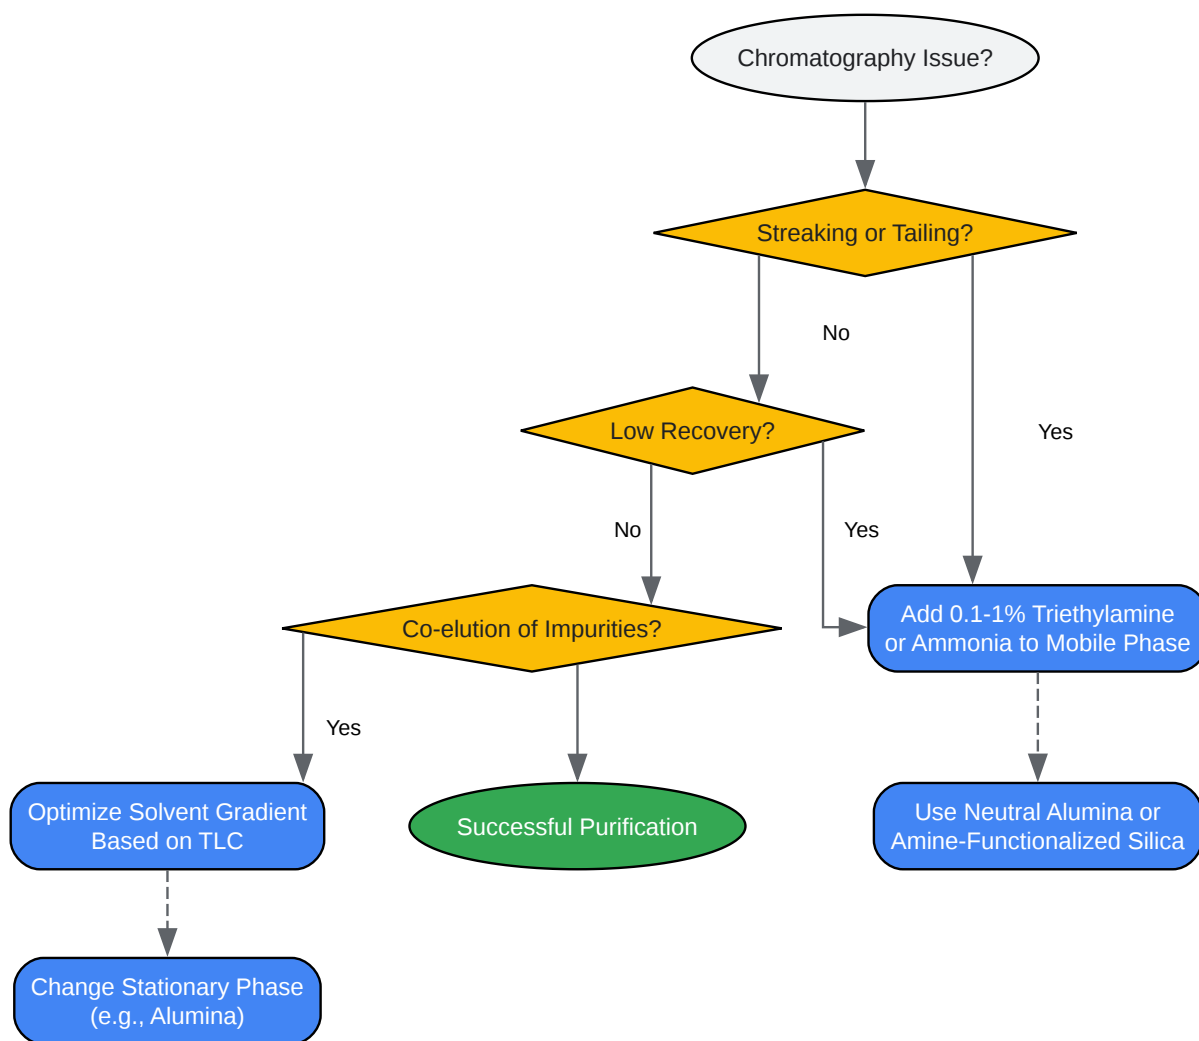 Chromatography Issue?
Streaking or Tailing?
No
Low Recovery?
Yes
No
Yes
Add 0.1-1% Triethylamine
or Ammonia to Mobile Phase
Co-elution of Impurities?
Yes
Optimize Solvent Gradient
Based on TLC
Successful Purification
Use Neutral Alumina or
Amine-Functionalized Silica
Change Stationary Phase
(e.g., Alumina)